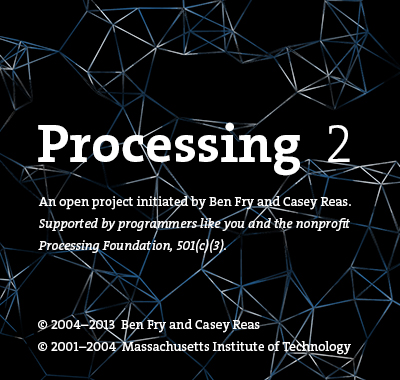 Processing 2
An open project initiated by Ben Fry and Casey Reas.
Supported by programmers like you and the nonprofit
Processing Foundation, 501(c)(3).
© 2004–2013 Ben Fry and Casey Reas
© 2001–2004 Massachusetts Institute of Technology